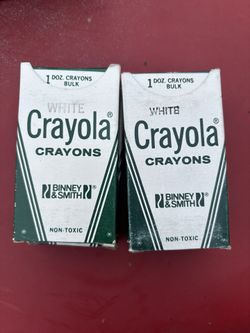 1 DOZ. CRAYONS
BULK
WHITE
Crayola®
CRAYONS
BINNEY
& SMITH®
NON-TOXIC
1 DOZ. CRAYONS
BULK
WHITE
Crayola®
CRAYONS
BINNEY
& SMITH®
NON-TOXIC